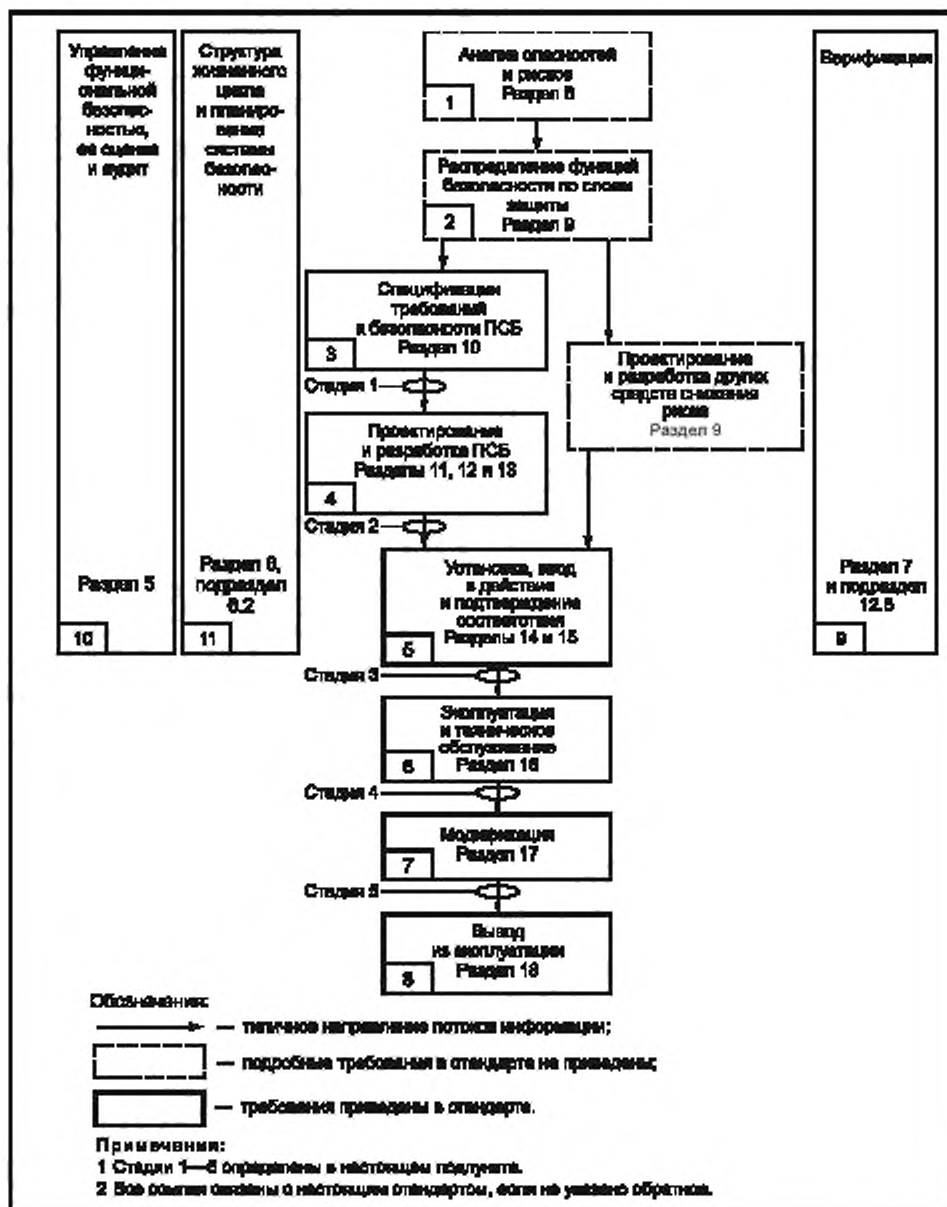 Управление
функци-
ональной
безопас-
ностью,
ее оценка
и аудит
Раздел 5
10
Структура
жизненного
цикла
и планиро-
вание
системы
безопас-
ности
Раздел 6,
подраздел
6.2
11
Анализ опасностей
и рисков
Раздел 8
1
Распределение функций
безопасности по слоям
защиты
Раздел 9
2
Спецификации
требований
к безопасности ПСБ
Раздел 10
3
Стадия 1
Проектирование
и разработка других
средств снижения
риска
Раздел 9
Проектирование
и разработка ПСБ
Разделы 11, 12 и 13
4
Стадия 2
Установка, ввод
в действие
и подтверждение
соответствия
Разделы 14 и 15
5
Стадия 3
Эксплуатация
и техническое
обслуживание
Раздел 16
6
Стадия 4
Модификация
Раздел 17
7
Стадия 5
Вывод
из эксплуатации
Раздел 18
8
Верификация
Раздел 7
и подраздел
12.5
9
Обозначения:
— типичное направление потоков информации;
— подробные требования в стандарте не приведены;
— требования приведены в стандарте.
Примечания:
1 Стадии 1—5 определены в настоящем подпункте.
2 Все ссылки связаны с настоящим стандартом, если не указано обратное.